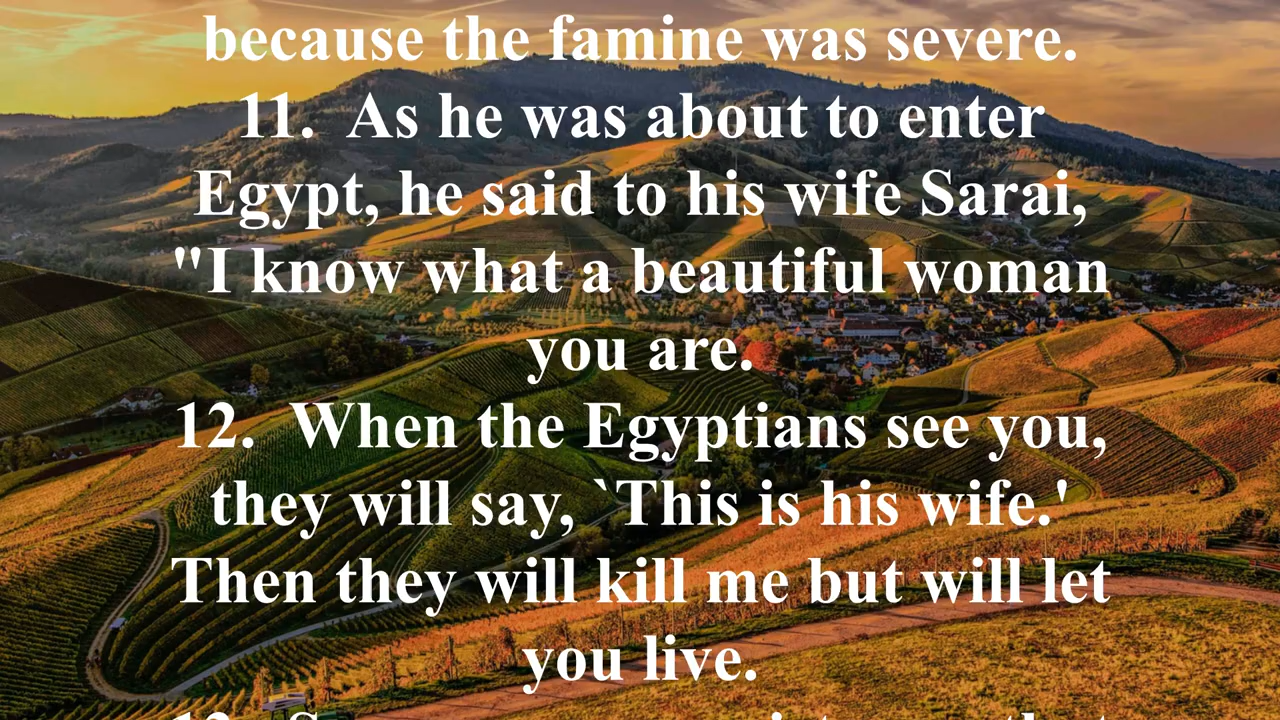 because the famine was severe.
11.  As he was about to enter
Egypt, he said to his wife Sarai,
"I know what a beautiful woman
you are.
12.  When the Egyptians see you,
they will say, `This is his wife.'
Then they will kill me but will let
you live.